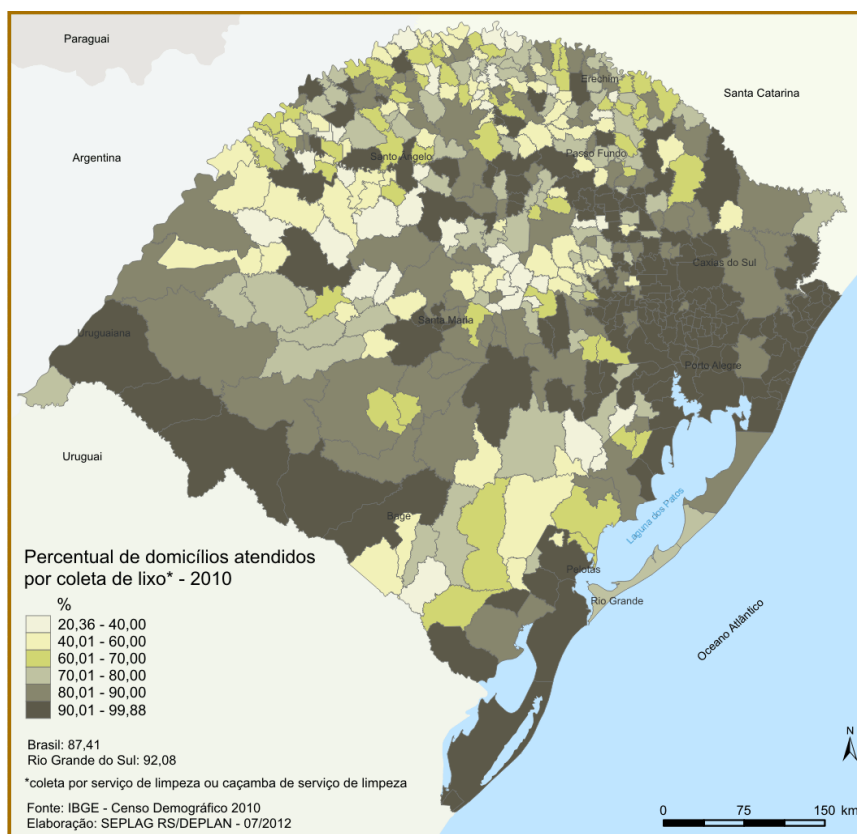 Paraguai
Santa Catarina
Erechim
Argentina
Santo Ângelo
Passo Fundo
Caxias do Sul
Uruguaiana
Santa Maria
Porto Alegre
Uruguai
Bagé
Laguna dos Patos
Pelotas
Rio Grande
Oceano Atlântico
Percentual de domicílios atendidos
por coleta de lixo* - 2010
%
20,36 - 40,00
40,01 - 60,00
60,01 - 70,00
70,01 - 80,00
80,01 - 90,00
90,01 - 99,88
Brasil: 87,41
Rio Grande do Sul: 92,08
*coleta por serviço de limpeza ou caçamba de serviço de limpeza
Fonte: IBGE - Censo Demográfico 2010
Elaboração: SEPLAG RS/DEPLAN - 07/2012
N
0 75 150 km